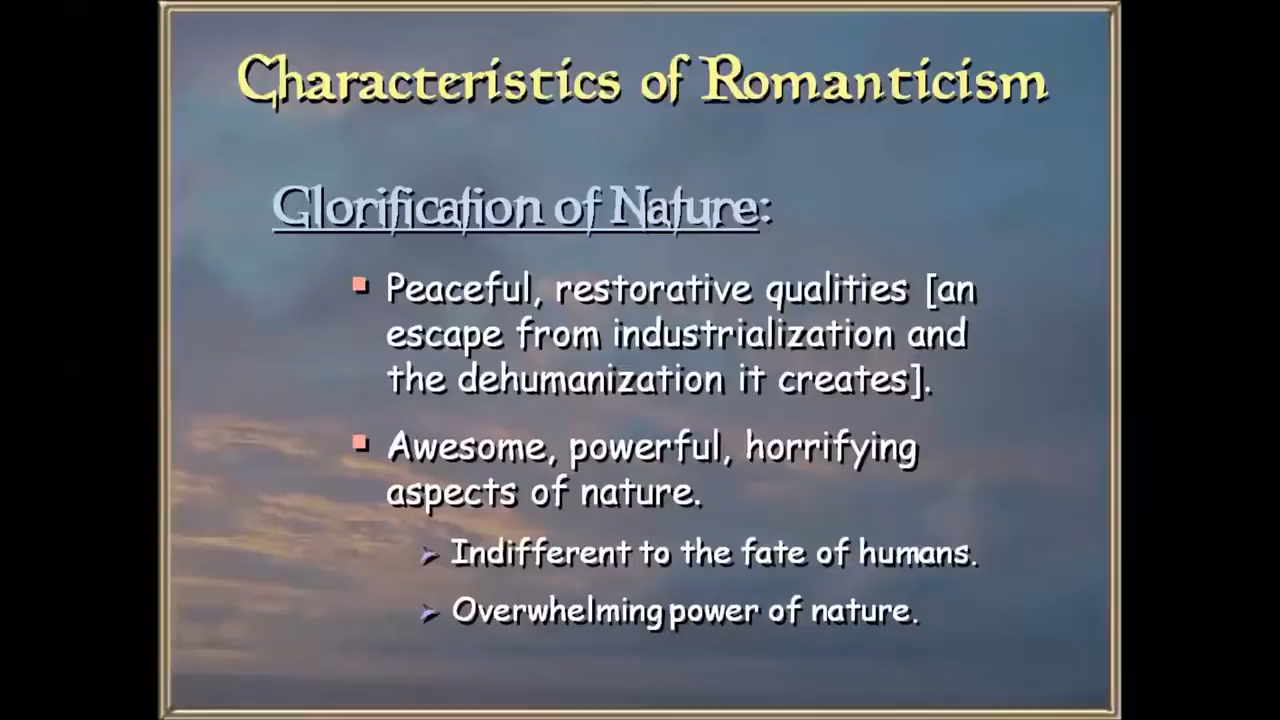 Characteristics of Romanticism
Glorification of Nature:
Peaceful, restorative qualities [an
escape from industrialization and
the dehumanization it creates].
Awesome, powerful, horrifying
aspects of nature.
Indifferent to the fate of humans.
Overwhelming power of nature.